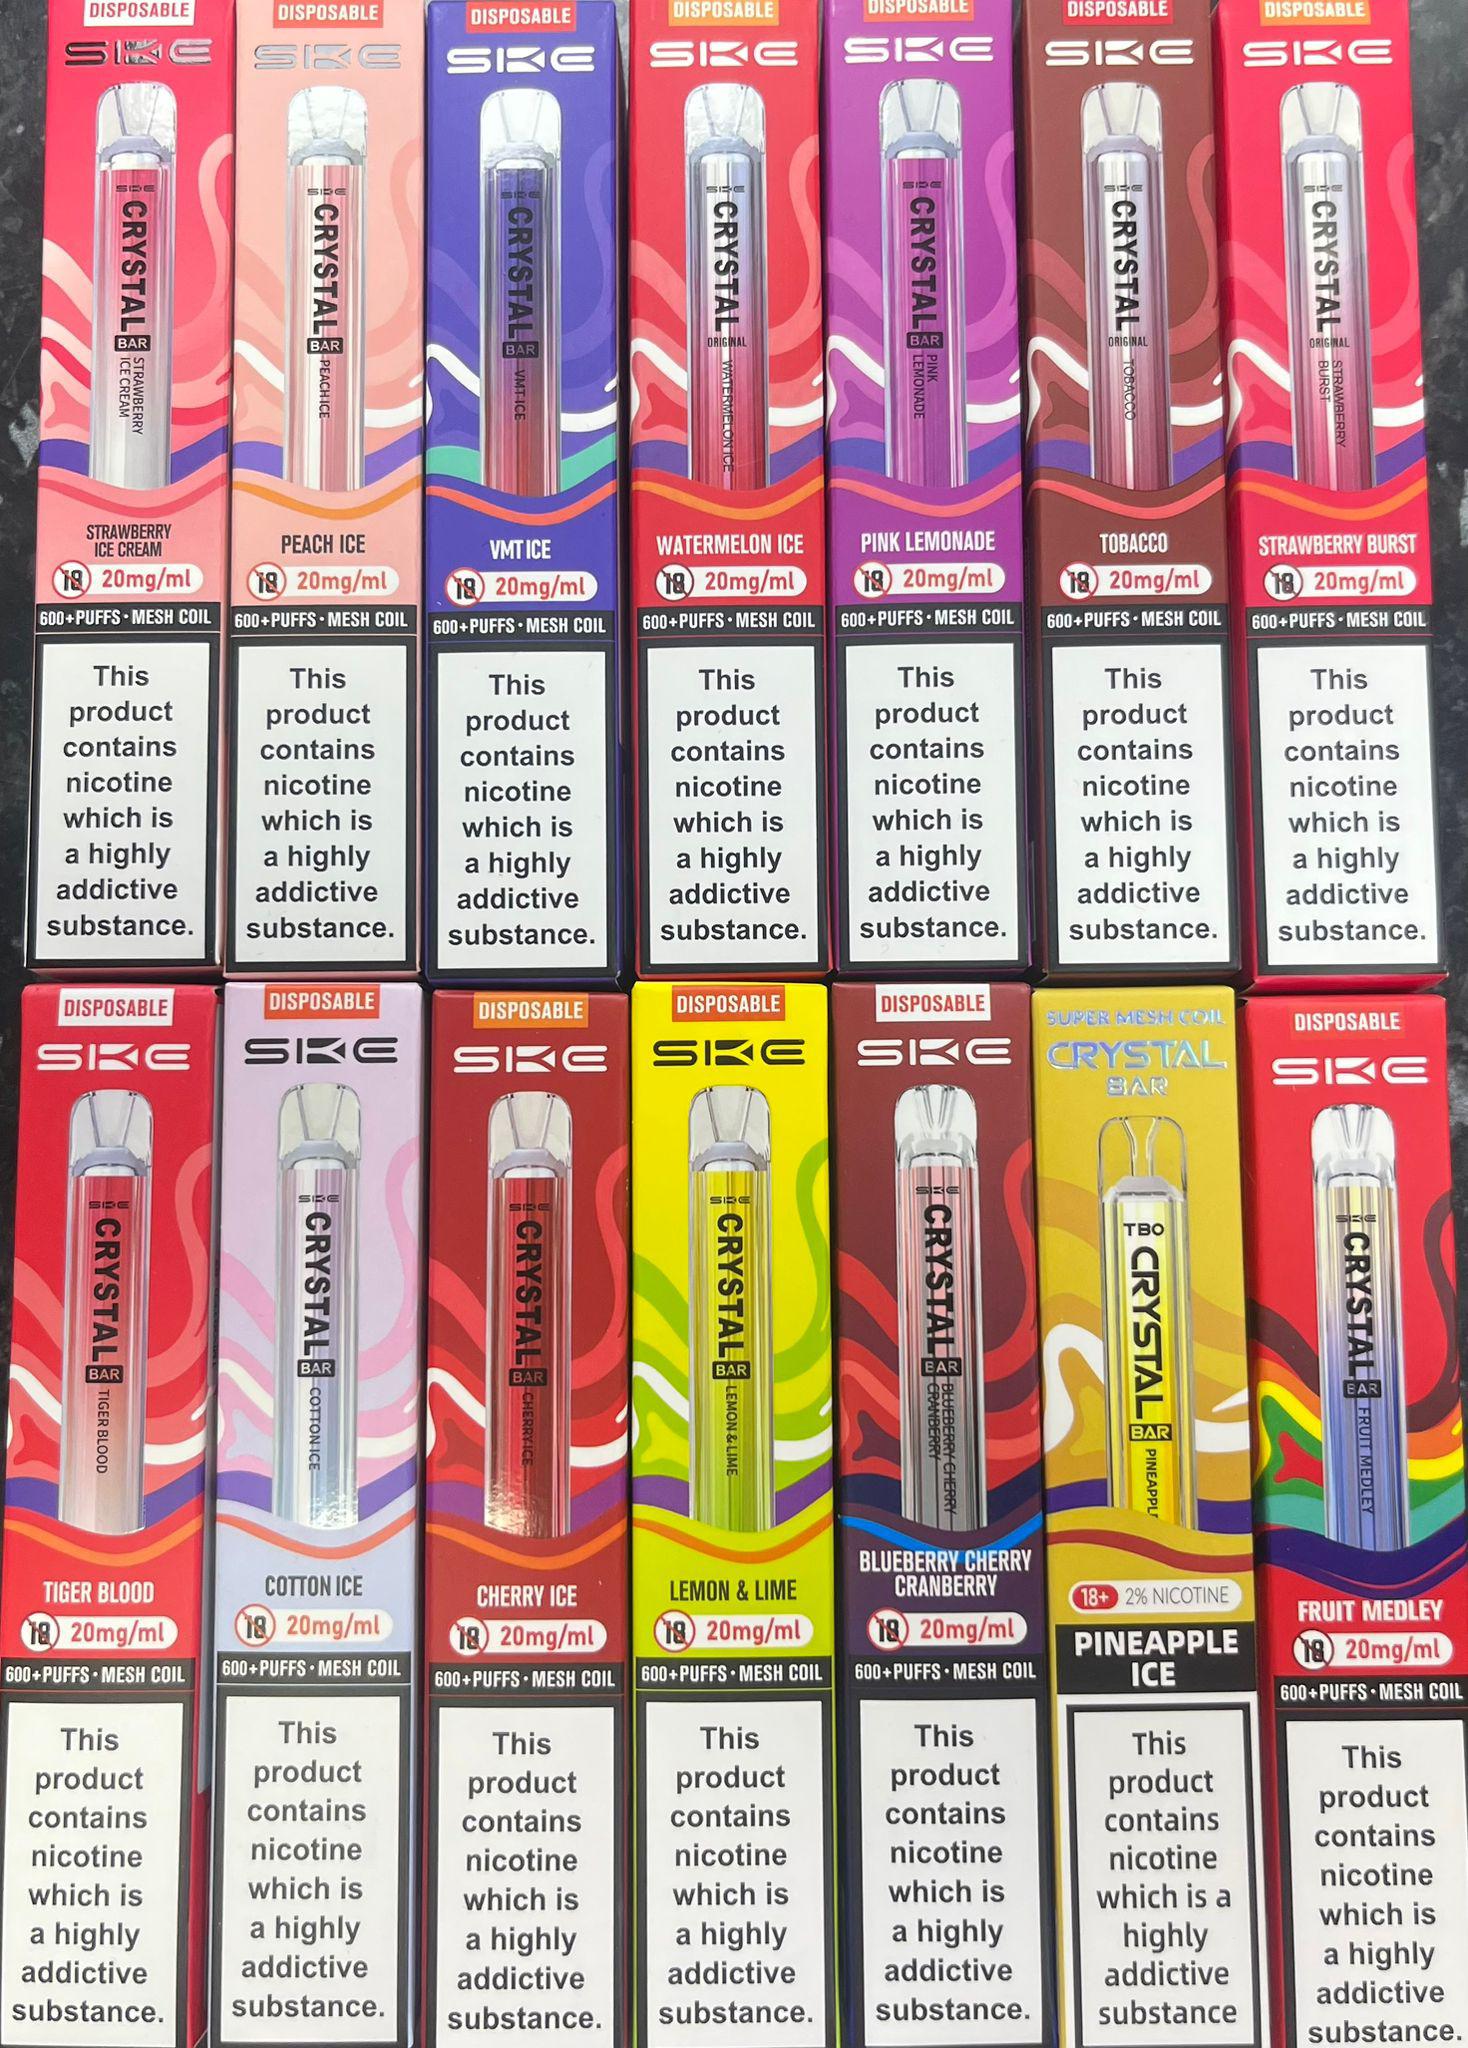 DISPOSABLE
SKE
SKE
CRYSTAL
BAR
STRAWBERRY
ICE CREAM
STRAWBERRY
ICE CREAM
18 20mg/ml
600+PUFFS · MESH COIL
This
product
contains
nicotine
which is
a highly
addictive
substance.
DISPOSABLE
SKE
SKE
CRYSTAL
BAR
PEACH ICE
PEACH ICE
18 20mg/ml
600+PUFFS · MESH COIL
This
product
contains
nicotine
which is
a highly
addictive
substance.
DISPOSABLE
SKE
SKE
CRYSTAL
BAR
VMT ICE
VMT ICE
18 20mg/ml
600+PUFFS · MESH COIL
This
product
contains
nicotine
which is
a highly
addictive
substance.
DISPOSABLE
SKE
SKE
CRYSTAL
ORIGINAL
WATERMELON ICE
WATERMELON ICE
18 20mg/ml
600+PUFFS · MESH COIL
This
product
contains
nicotine
which is
a highly
addictive
substance.
DISPOSABLE
SKE
SKE
CRYSTAL
BAR
PINK
LEMONADE
PINK LEMONADE
18 20mg/ml
600+PUFFS · MESH COIL
This
product
contains
nicotine
which is
a highly
addictive
substance.
DISPOSABLE
SKE
SKE
CRYSTAL
ORIGINAL
TOBACCO
TOBACCO
18 20mg/ml
600+PUFFS · MESH COIL
This
product
contains
nicotine
which is
a highly
addictive
substance.
DISPOSABLE
SKE
SKE
CRYSTAL
ORIGINAL
STRAWBERRY
BURST
STRAWBERRY BURST
18 20mg/ml
600+PUFFS · MESH COIL
This
product
contains
nicotine
which is
a highly
addictive
substance.
DISPOSABLE
SKE
SKE
CRYSTAL
BAR
TIGER BLOOD
TIGER BLOOD
18 20mg/ml
600+PUFFS · MESH COIL
This
product
contains
nicotine
which is
a highly
addictive
substance.
DISPOSABLE
SKE
SKE
CRYSTAL
BAR
COTTON ICE
COTTON ICE
18 20mg/ml
600+PUFFS · MESH COIL
This
product
contains
nicotine
which is
a highly
addictive
substance.
DISPOSABLE
SKE
SKE
CRYSTAL
BAR
CHERRY ICE
CHERRY ICE
18 20mg/ml
600+PUFFS · MESH COIL
This
product
contains
nicotine
which is
a highly
addictive
substance.
DISPOSABLE
SKE
SKE
CRYSTAL
BAR
LEMON & LIME
LEMON & LIME
18 20mg/ml
600+PUFFS · MESH COIL
This
product
contains
nicotine
which is
a highly
addictive
substance.
DISPOSABLE
SKE
SKE
CRYSTAL
BAR
BLUEBERRY CHERRY
CRANBERRY
BLUEBERRY CHERRY
CRANBERRY
18 20mg/ml
600+PUFFS · MESH COIL
This
product
contains
nicotine
which is
a highly
addictive
substance.
SUPER MESH COIL
CRYSTAL
BAR
TBO
CRYSTAL
BAR
PINEAPPL
18+ 2% NICOTINE
PINEAPPLE
ICE
This
product
contains
nicotine
which is a
highly
addictive
substance
DISPOSABLE
SKE
SKE
CRYSTAL
BAR
FRUIT MEDLEY
FRUIT MEDLEY
18 20mg/ml
600+PUFFS · MESH COIL
This
product
contains
nicotine
which is
a highly
addictive
substance.